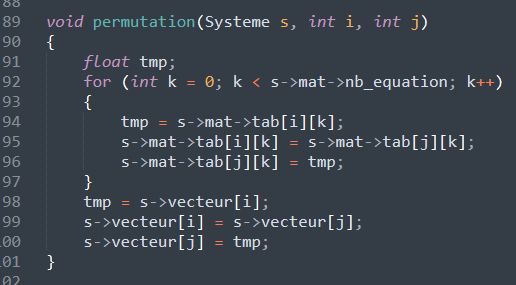 88
89 void permutation(Systeme s, int i, int j)
90 {
91 float tmp;
92 for (int k = 0; k < s->mat->nb_equation; k++)
93 {
94 tmp = s->mat->tab[i][k];
95 s->mat->tab[i][k] = s->mat->tab[j][k];
96 s->mat->tab[j][k] = tmp;
97 }
98 tmp = s->vecteur[i];
99 s->vecteur[i] = s->vecteur[j];
00 s->vecteur[j] = tmp;
01 }
02